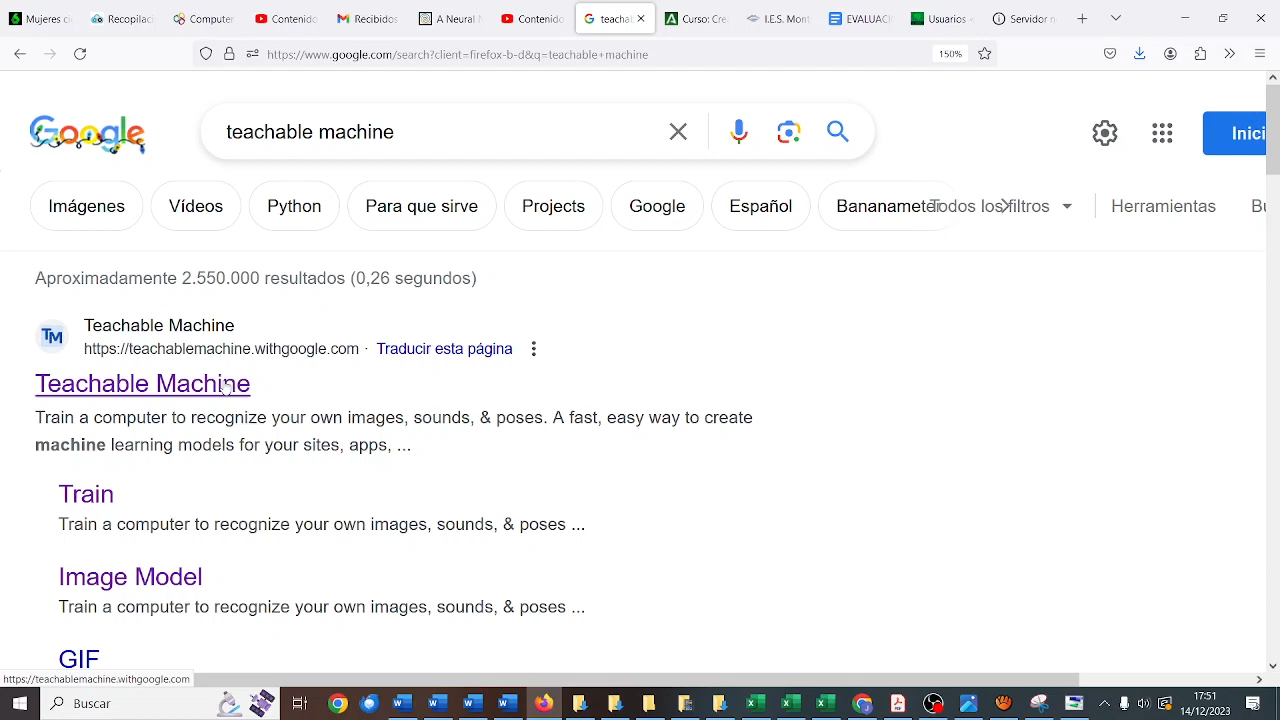 Mujeres
Recibid
Computer
Contenido
Recibidos
A Neural
Contenido
teachab
Curso: Cre
I.E.S. Mont
EVALUACI
Usuarios
Servidor n
https://www.google.com/search?client=firefox-b-d&q=teachable+machine
150%
Google
teachable machine
Inici
Imágenes
Vídeos
Python
Para que sirve
Projects
Google
Español
Bananameter
Todos los filtros
Herramientas
Aproximadamente 2.550.000 resultados (0,26 segundos)
TM
Teachable Machine
https://teachablemachine.withgoogle.com · Traducir esta página
Teachable Machine
Train a computer to recognize your own images, sounds, & poses. A fast, easy way to create
machine learning models for your sites, apps, ...
Train
Train a computer to recognize your own images, sounds, & poses ...
Image Model
Train a computer to recognize your own images, sounds, & poses ...
GIF
https://teachablemachine.withgoogle.com
Buscar
17:51
14/12/2023